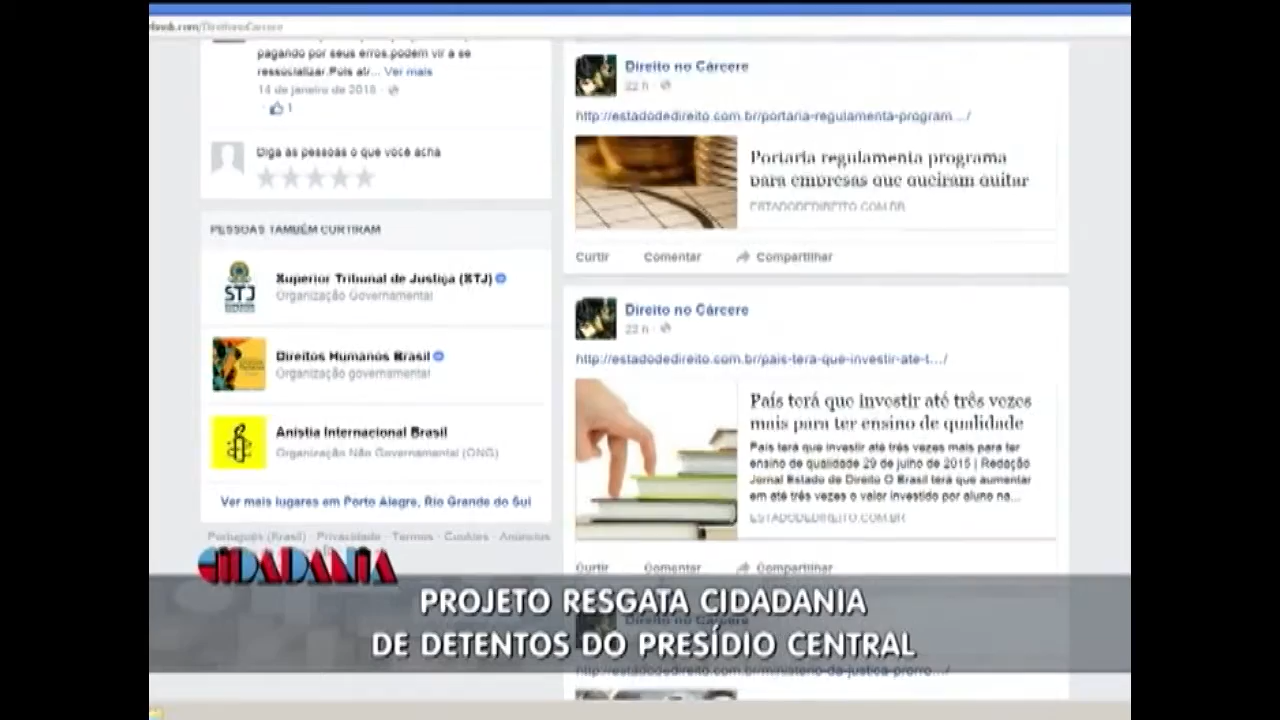 pagando por seus erros,podem vir a se
ressocializar.Pois atr... Ver mais
14 de janeiro de 2015
1
Diga às pessoas o que você acha
PESSOAS TAMBÉM CURTIRAM
STJ
Superior Tribunal de Justiça (STJ)
Organização Governamental
Direitos Humanos Brasil
Organização governamental
Anistia Internacional Brasil
Organização Não Governamental (ONG)
Ver mais lugares em Porto Alegre, Rio Grande do Sul
Português (Brasil) · Privacidade · Termos · Cookies · Anúncios
Direito no Cárcere
22 h
http://estadodedireito.com.br/portaria-regulamenta-program.../
Portaria regulamenta programa
para empresas que queiram quitar
ESTADODEDIREITO.COM.BR
Curtir Comentar Compartilhar
Direito no Cárcere
22 h
http://estadodedireito.com.br/pais-tera-que-investir-ate-t.../
País terá que investir até três vezes
mais para ter ensino de qualidade
País terá que investir até três vezes mais para ter
ensino de qualidade 29 de julho de 2015 | Redação
Jornal Estado de Direito O Brasil terá que aumentar
em até três vezes o valor investido por aluno na...
ESTADODEDIREITO.COM.BR
Curtir Comentar Compartilhar
Direito no Cárcere
http://estadodedireito.com.br/ministerio-da-justica-prorro.../
CIDADANIA
PROJETO RESGATA CIDADANIA
DE DETENTOS DO PRESÍDIO CENTRAL